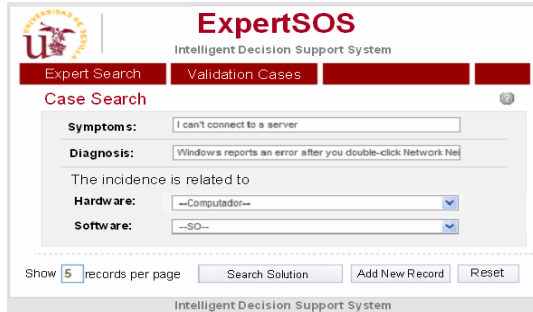 UNIVERSIDAD DE SEVILLA
ExpertSOS
Intelligent Decision Support System
Expert Search Validation Cases
Case Search ?
Symptoms: I can't connect to a server
Diagnosis: Windows reports an error after you double-click Network Nei
The incidence is related to
Hardware: --Computador--
Software: --SO--
Show 5 records per page Search Solution Add New Record Reset
Intelligent Decision Support System